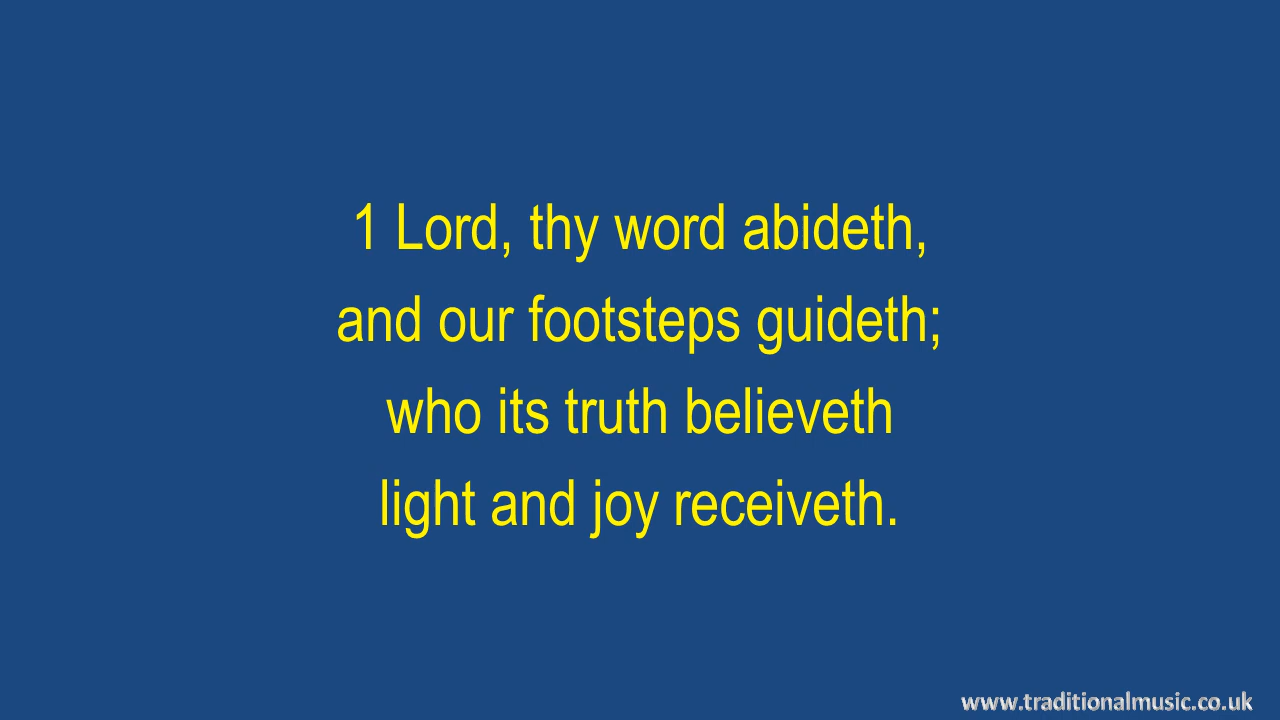 1 Lord, thy word abideth,
and our footsteps guideth;
who its truth believeth
light and joy receiveth.
www.traditionalmusic.co.uk